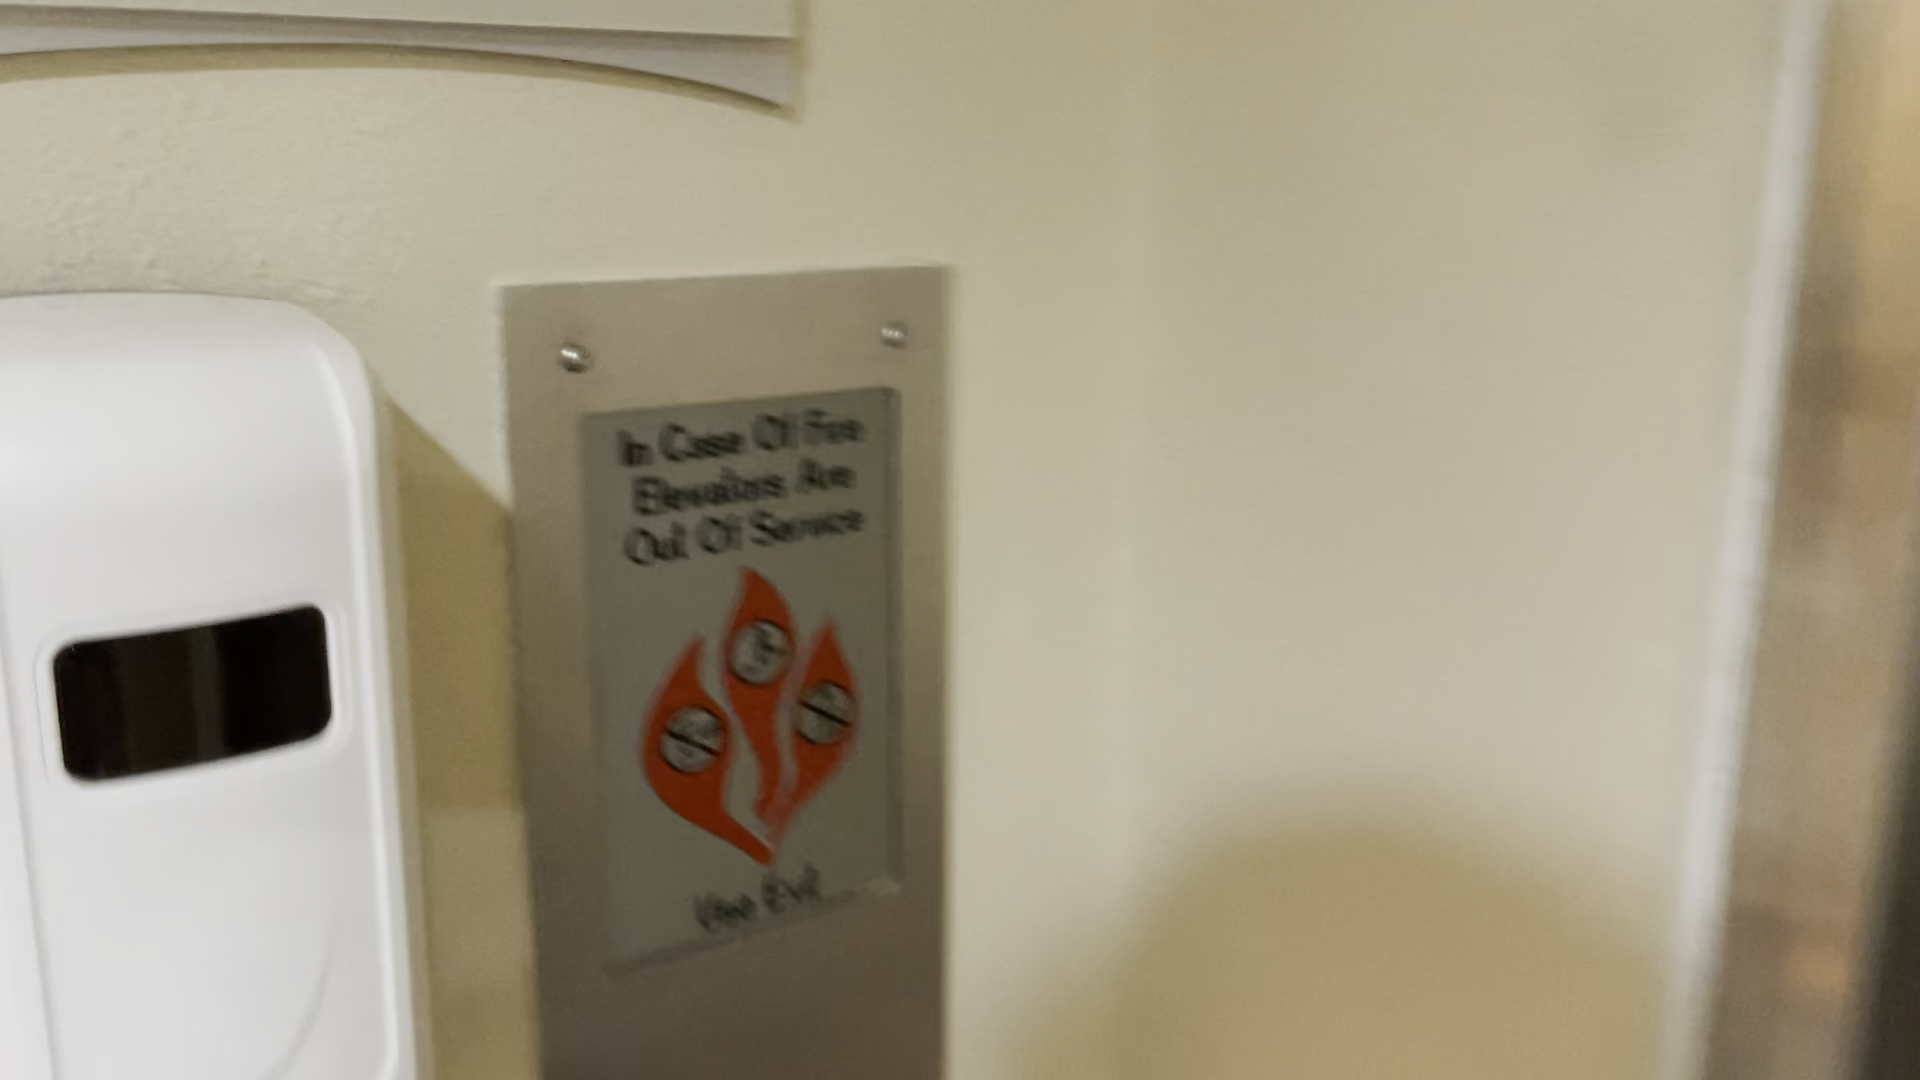 In Case Of Fire
Elevators Are
Out Of Service
Use Exit